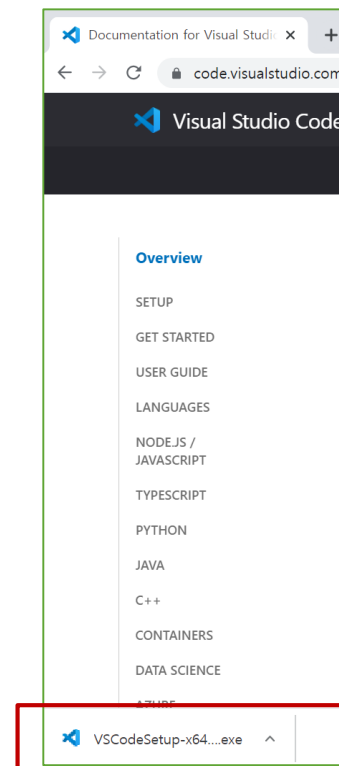 Documentation for Visual Studi
code.visualstudio.com
Visual Studio Code
Overview
SETUP
GET STARTED
USER GUIDE
LANGUAGES
NODE.JS /
JAVASCRIPT
TYPESCRIPT
PYTHON
JAVA
C++
CONTAINERS
DATA SCIENCE
AZURE
VSCodeSetup-x64....exe